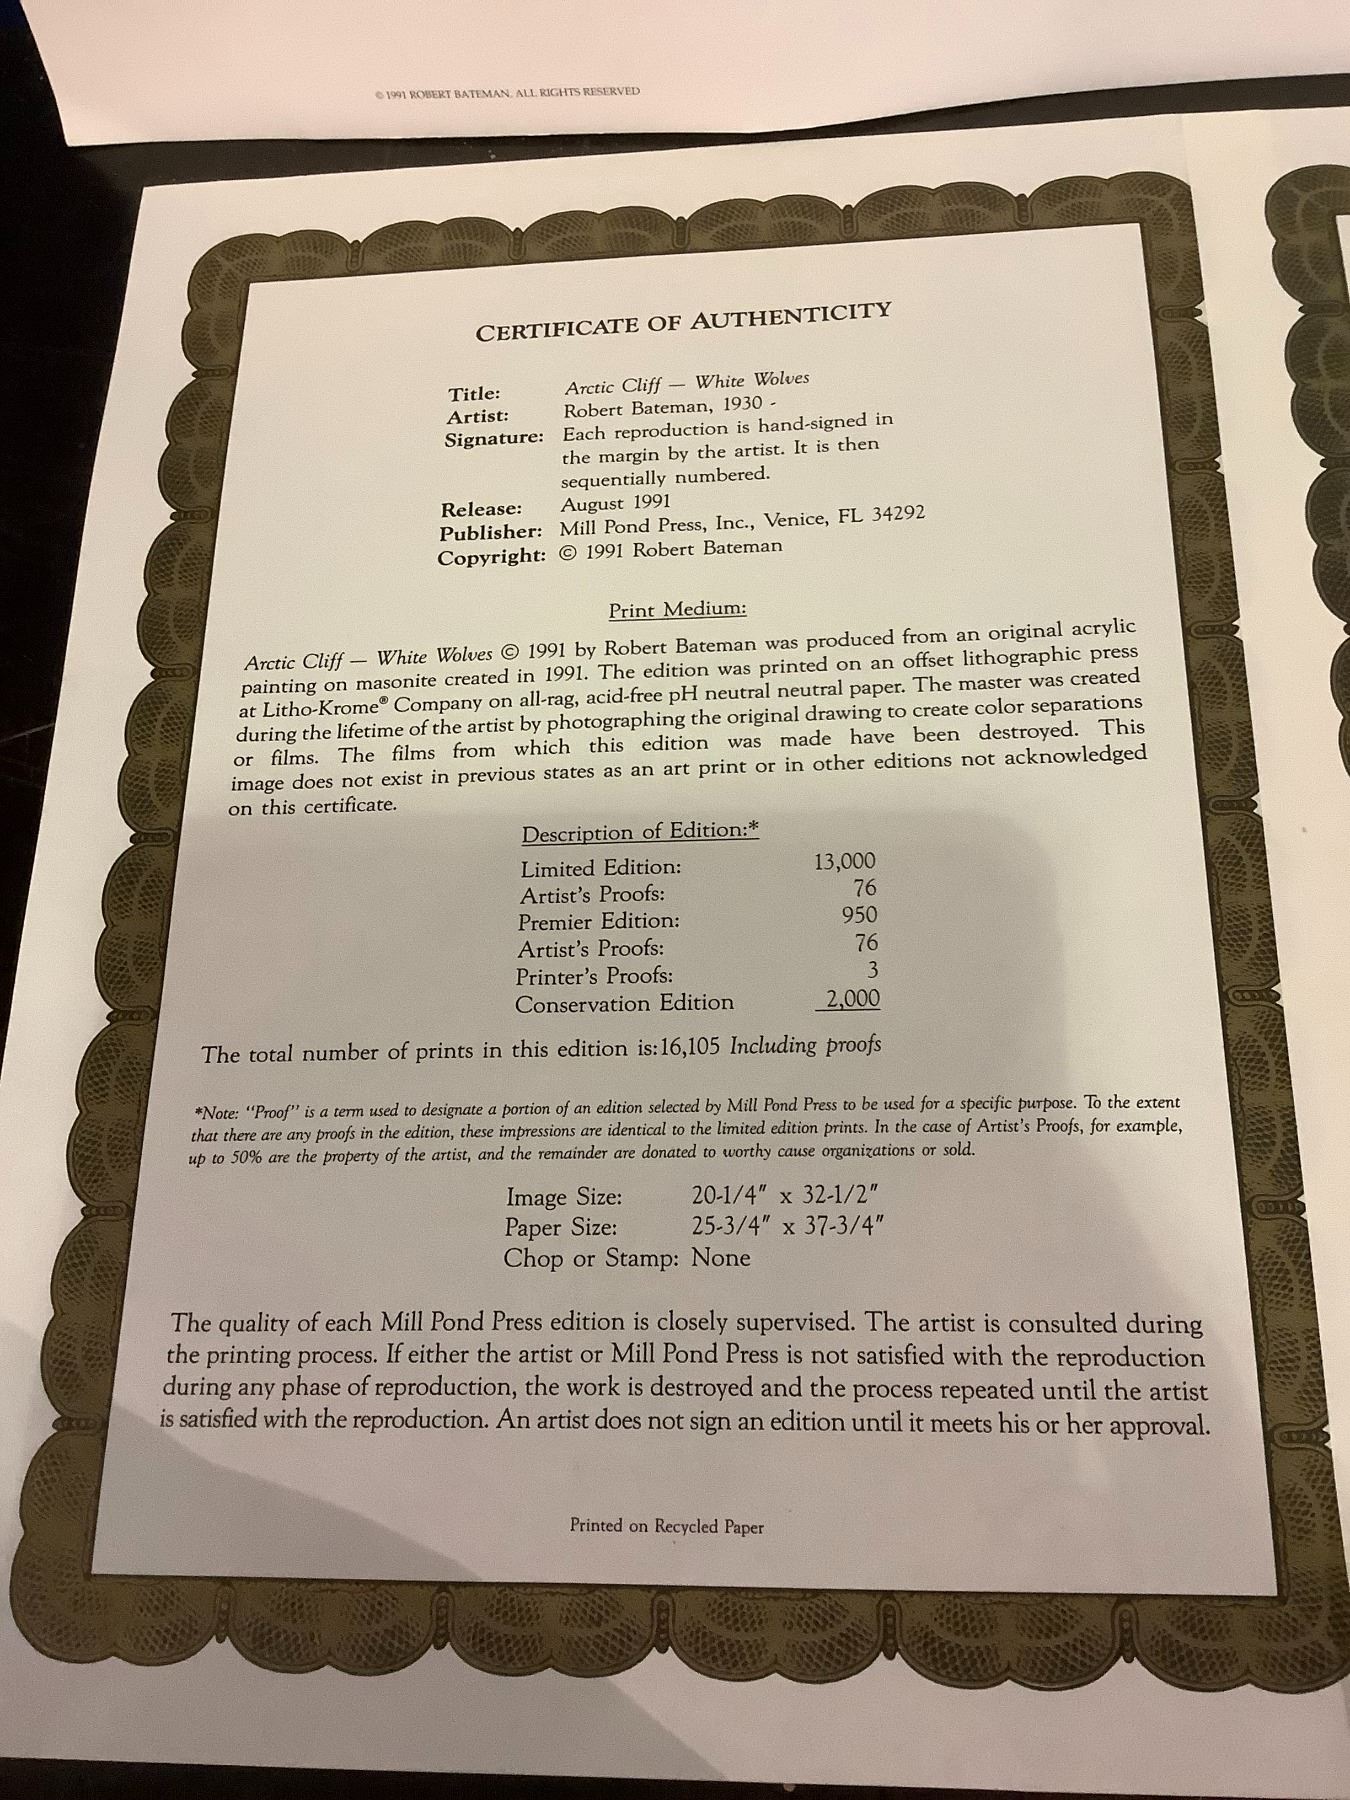 © 1991 ROBERT BATEMAN. ALL RIGHTS RESERVED
CERTIFICATE OF AUTHENTICITY
Title: Arctic Cliff — White Wolves
Artist: Robert Bateman, 1930 -
Signature: Each reproduction is hand-signed in
the margin by the artist. It is then
sequentially numbered.
Release: August 1991
Publisher: Mill Pond Press, Inc., Venice, FL 34292
Copyright: © 1991 Robert Bateman
Print Medium:
Arctic Cliff — White Wolves © 1991 by Robert Bateman was produced from an original acrylic
painting on masonite created in 1991. The edition was printed on an offset lithographic press
at Litho-Krome® Company on all-rag, acid-free pH neutral neutral paper. The master was created
during the lifetime of the artist by photographing the original drawing to create color separations
or films. The films from which this edition was made have been destroyed. This
image does not exist in previous states as an art print or in other editions not acknowledged
on this certificate.
Description of Edition:*
Limited Edition: 13,000
Artist's Proofs: 76
Premier Edition: 950
Artist's Proofs: 76
Printer's Proofs: 3
Conservation Edition 2,000
The total number of prints in this edition is:16,105 Including proofs
*Note: "Proof" is a term used to designate a portion of an edition selected by Mill Pond Press to be used for a specific purpose. To the extent
that there are any proofs in the edition, these impressions are identical to the limited edition prints. In the case of Artist's Proofs, for example,
up to 50% are the property of the artist, and the remainder are donated to worthy cause organizations or sold.
Image Size: 20-1/4" x 32-1/2"
Paper Size: 25-3/4" x 37-3/4"
Chop or Stamp: None
The quality of each Mill Pond Press edition is closely supervised. The artist is consulted during
the printing process. If either the artist or Mill Pond Press is not satisfied with the reproduction
during any phase of reproduction, the work is destroyed and the process repeated until the artist
is satisfied with the reproduction. An artist does not sign an edition until it meets his or her approval.
Printed on Recycled Paper